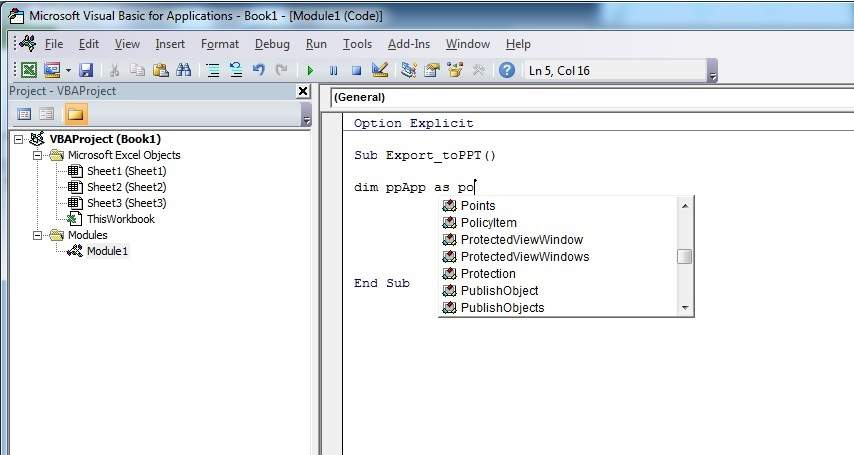 Microsoft Visual Basic for Applications - Book1 - [Module1 (Code)]
File Edit View Insert Format Debug Run Tools Add-Ins Window Help
Ln 5, Col 16
Project - VBAProject
VBAProject (Book1)
Microsoft Excel Objects
Sheet1 (Sheet1)
Sheet2 (Sheet2)
Sheet3 (Sheet3)
ThisWorkbook
Modules
Module1
(General)
Option Explicit
Sub Export_toPPT()
dim ppApp as po
Points
PolicyItem
ProtectedViewWindow
ProtectedViewWindows
Protection
PublishObject
PublishObjects
End Sub